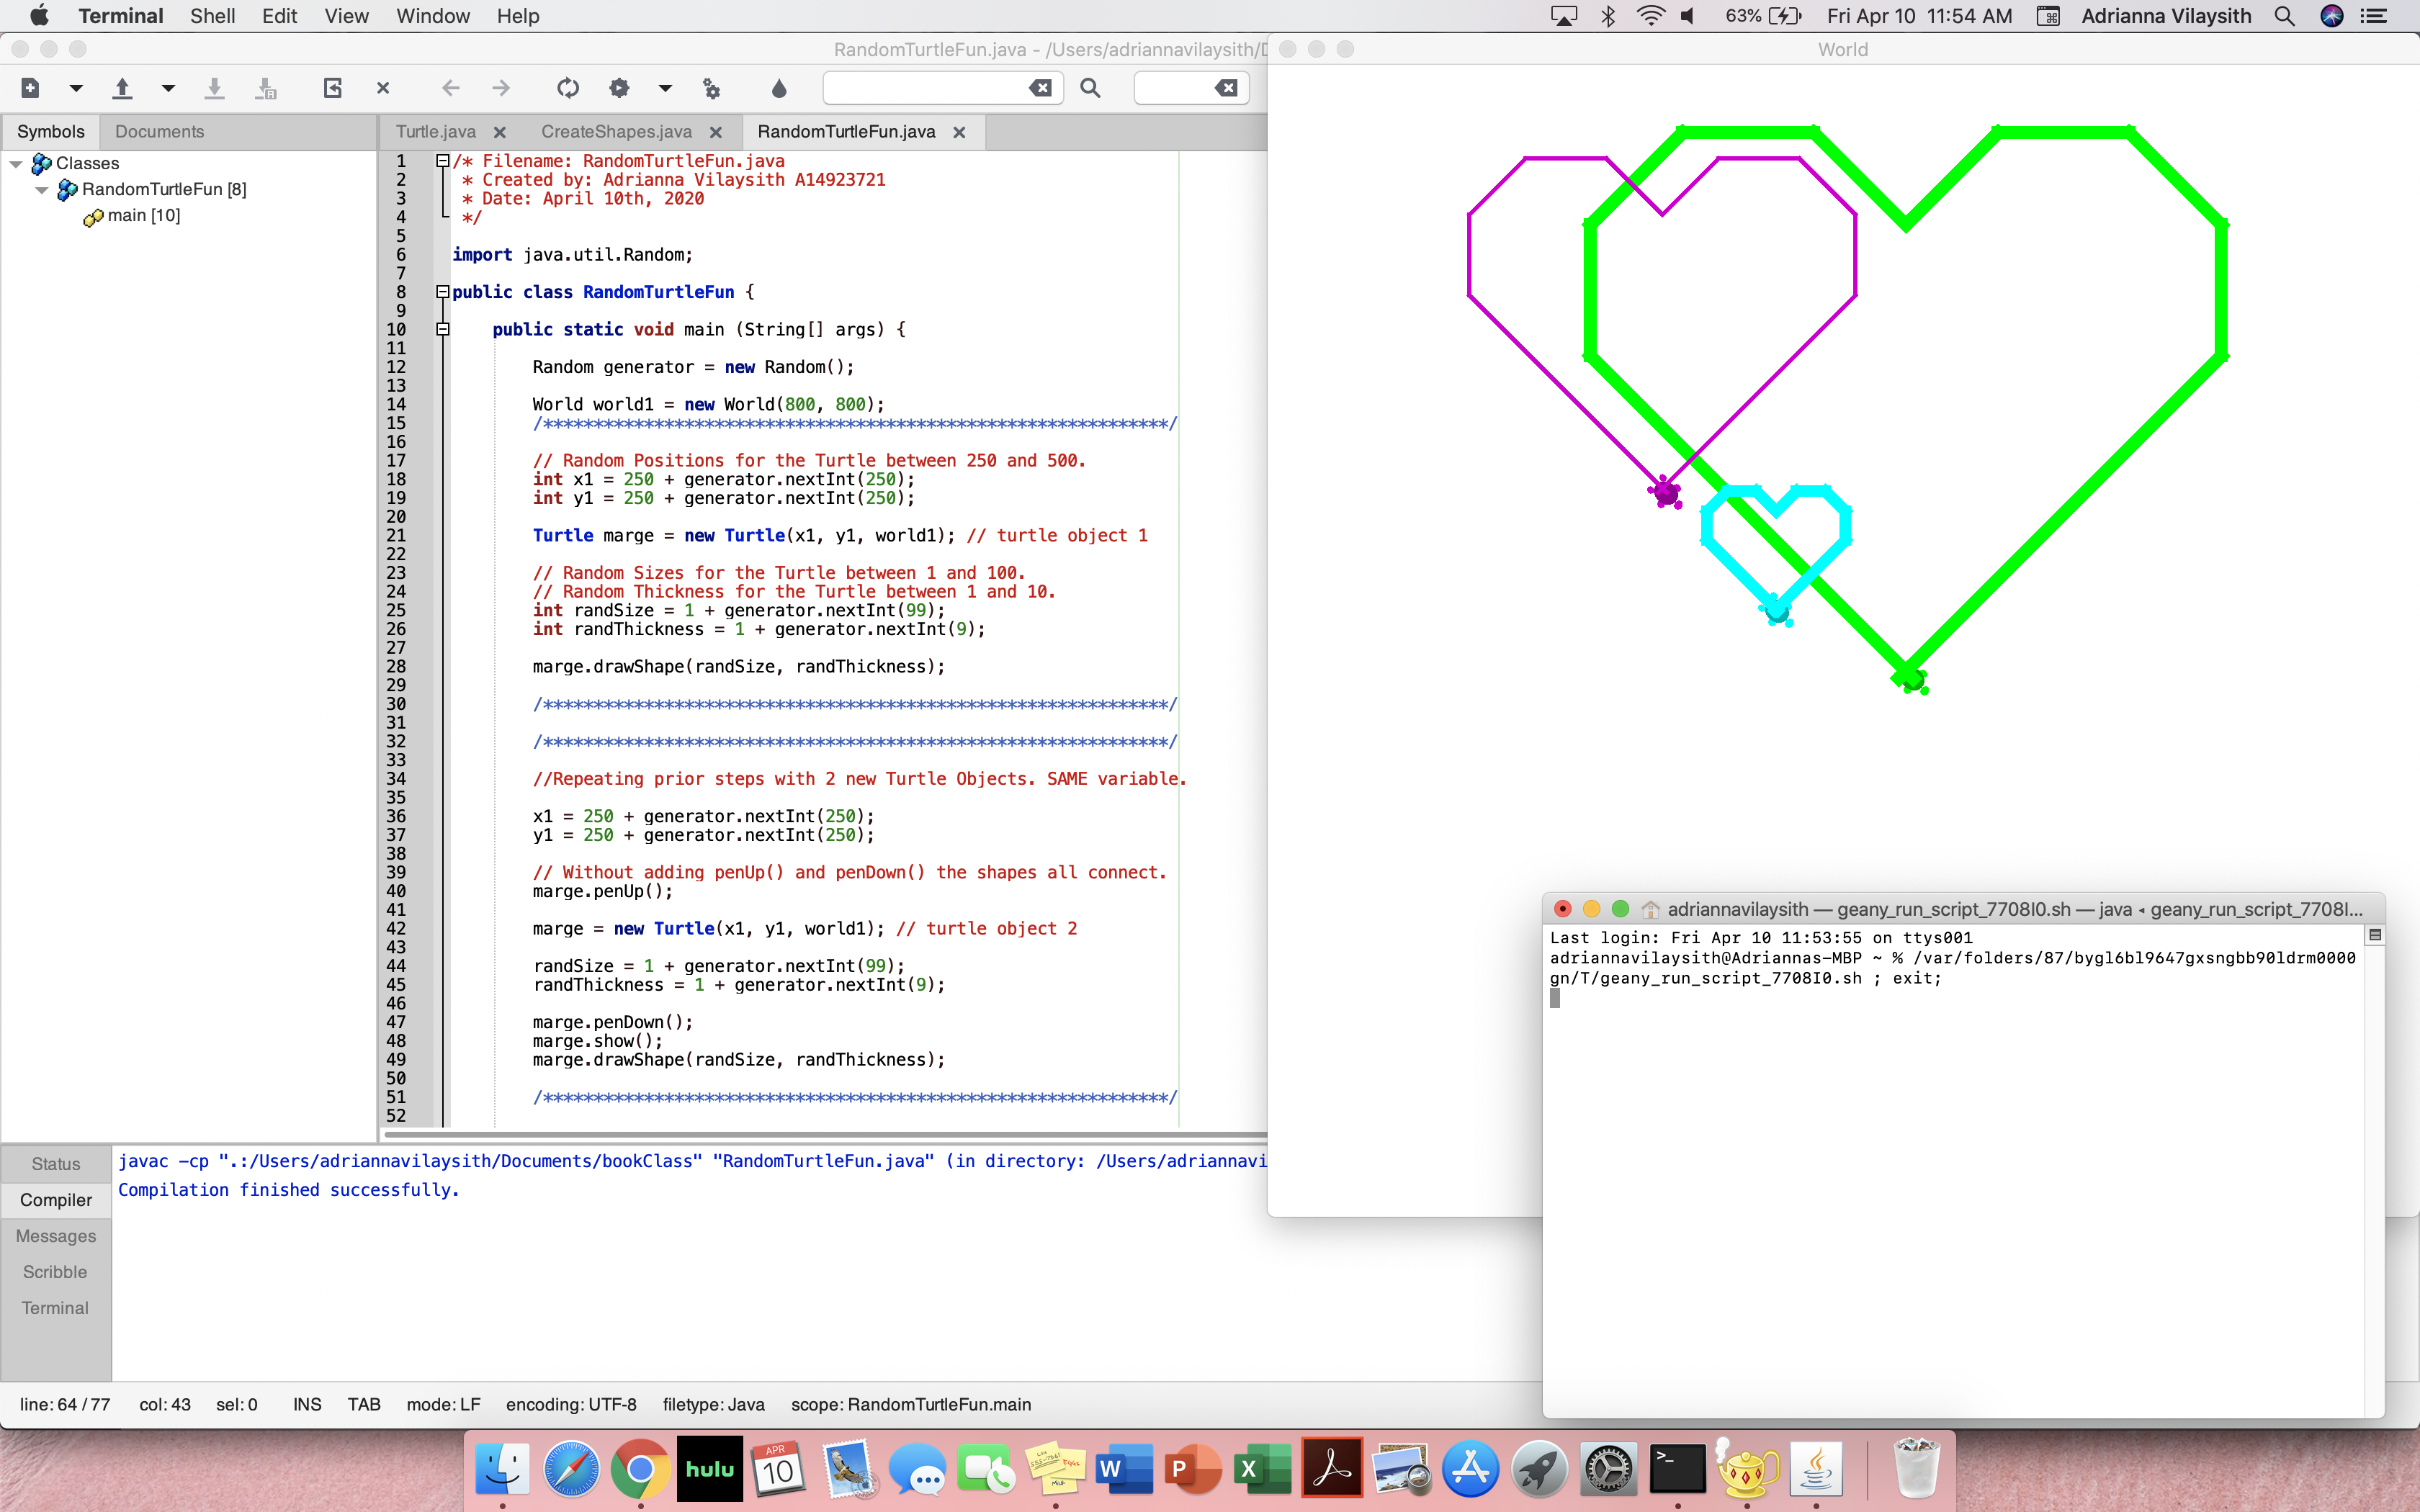 Terminal Shell Edit View Window Help 63% Fri Apr 10 11:54 AM Adrianna Vilaysith
RandomTurtleFun.java - /Users/adriannavilaysith/D
World
Symbols Documents
Turtle.java CreateShapes.java RandomTurtleFun.java
Classes
RandomTurtleFun [8]
main [10]
1 /* Filename: RandomTurtleFun.java
2 * Created by: Adrianna Vilaysith A14923721
3 * Date: April 10th, 2020
4 */
5
6 import java.util.Random;
7
8 public class RandomTurtleFun {
9
10 public static void main (String[] args) {
11
12 Random generator = new Random();
13
14 World world1 = new World(800, 800);
15 /**************************************************************/
16
17 // Random Positions for the Turtle between 250 and 500.
18 int x1 = 250 + generator.nextInt(250);
19 int y1 = 250 + generator.nextInt(250);
20
21 Turtle marge = new Turtle(x1, y1, world1); // turtle object 1
22
23 // Random Sizes for the Turtle between 1 and 100.
24 // Random Thickness for the Turtle between 1 and 10.
25 int randSize = 1 + generator.nextInt(99);
26 int randThickness = 1 + generator.nextInt(9);
27
28 marge.drawShape(randSize, randThickness);
29
30 /**************************************************************/
31
32 /**************************************************************/
33
34 //Repeating prior steps with 2 new Turtle Objects. SAME variable.
35
36 x1 = 250 + generator.nextInt(250);
37 y1 = 250 + generator.nextInt(250);
38
39 // Without adding penUp() and penDown() the shapes all connect.
40 marge.penUp();
41
42 marge = new Turtle(x1, y1, world1); // turtle object 2
43
44 randSize = 1 + generator.nextInt(99);
45 randThickness = 1 + generator.nextInt(9);
46
47 marge.penDown();
48 marge.show();
49 marge.drawShape(randSize, randThickness);
50
51 /**************************************************************/
52
adriannavilaysith — geany_run_script_7708I0.sh — java ◂ geany_run_script_7708I...
Last login: Fri Apr 10 11:53:55 on ttys001
adriannavilaysith@Adriannas-MBP ~ % /var/folders/87/bygl6bl9647gxsngbb90ldrm0000
gn/T/geany_run_script_7708I0.sh ; exit;
Status
Compiler
Messages
Scribble
Terminal
javac -cp ".:/Users/adriannavilaysith/Documents/bookClass" "RandomTurtleFun.java" (in directory: /Users/adriannavi
Compilation finished successfully.
line: 64 / 77 col: 43 sel: 0 INS TAB mode: LF encoding: UTF-8 filetype: Java scope: RandomTurtleFun.main
hulu APR 10 W P X >_